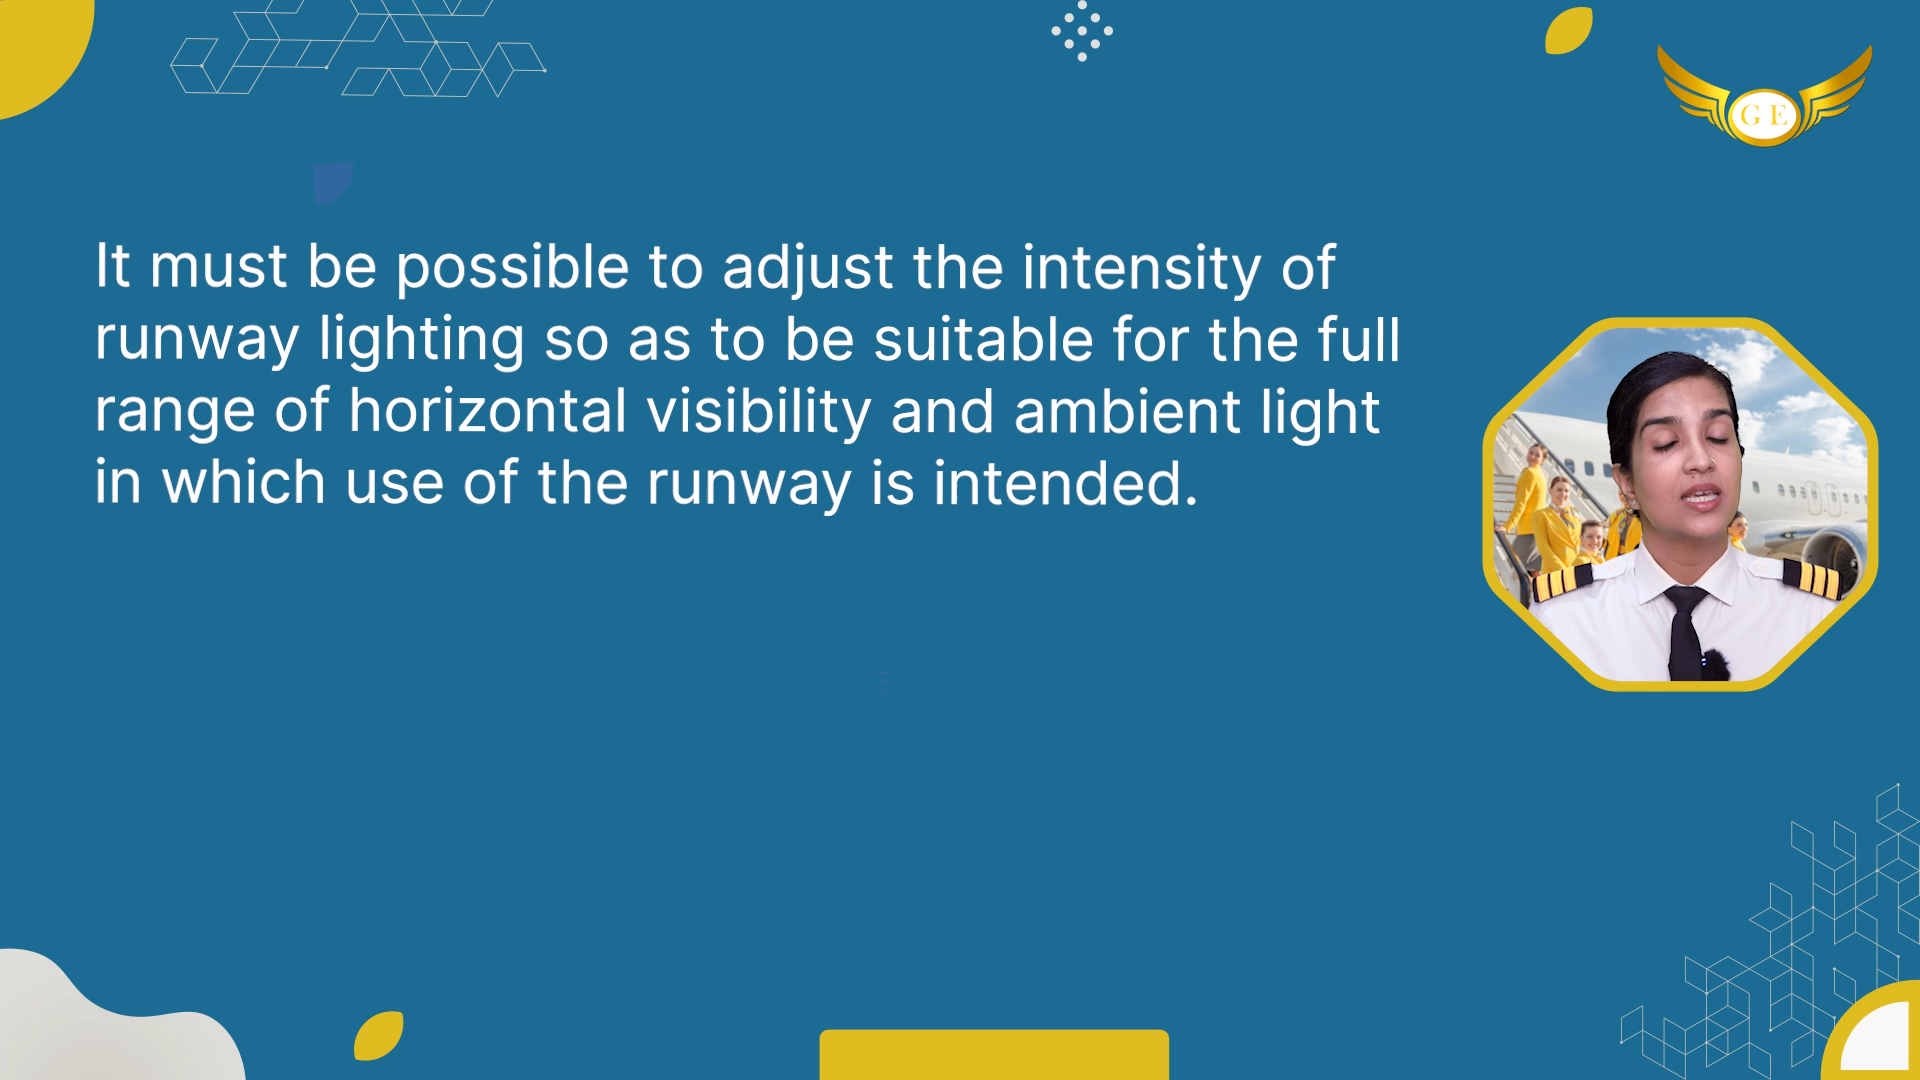 G E
It must be possible to adjust the intensity of
runway lighting so as to be suitable for the full
range of horizontal visibility and ambient light
in which use of the runway is intended.